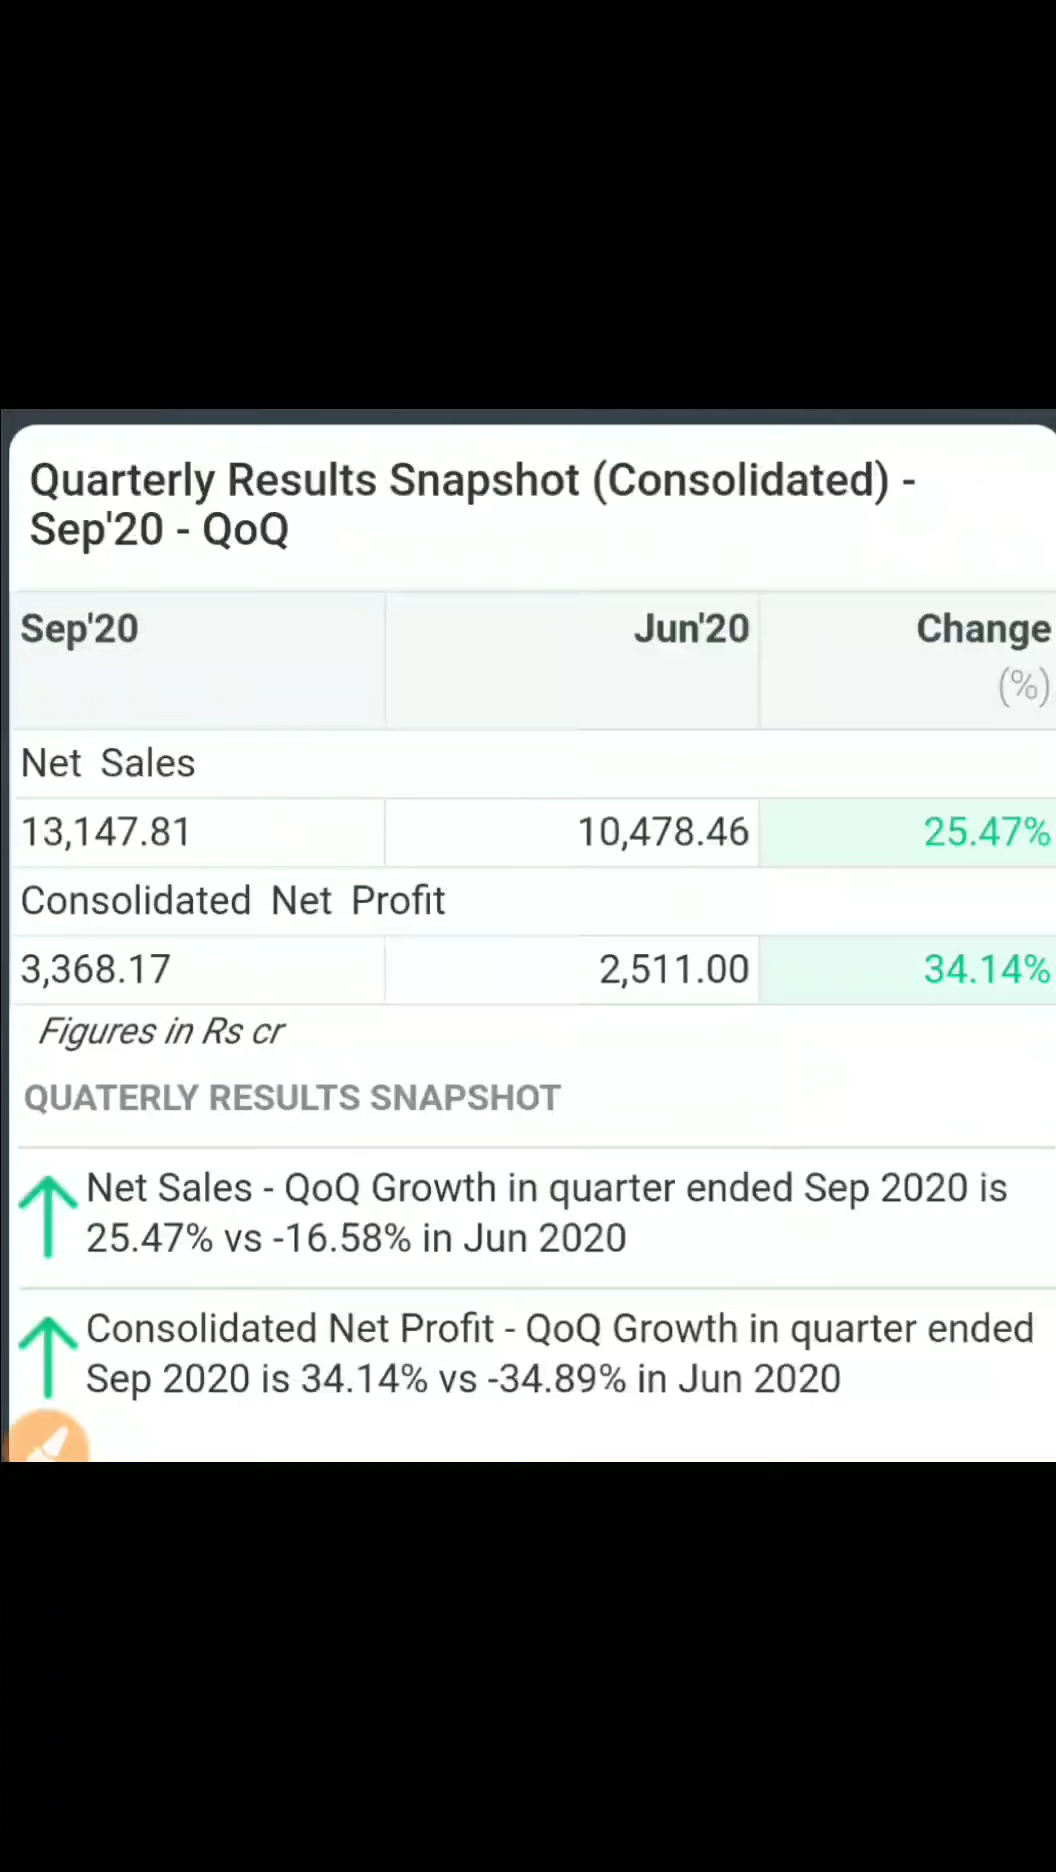 Quarterly Results Snapshot (Consolidated) -
Sep'20 - QoQ
Sep'20 Jun'20 Change
(%)
Net Sales
13,147.81 10,478.46 25.47%
Consolidated Net Profit
3,368.17 2,511.00 34.14%
Figures in Rs cr
QUATERLY RESULTS SNAPSHOT
Net Sales - QoQ Growth in quarter ended Sep 2020 is
25.47% vs -16.58% in Jun 2020
Consolidated Net Profit - QoQ Growth in quarter ended
Sep 2020 is 34.14% vs -34.89% in Jun 2020